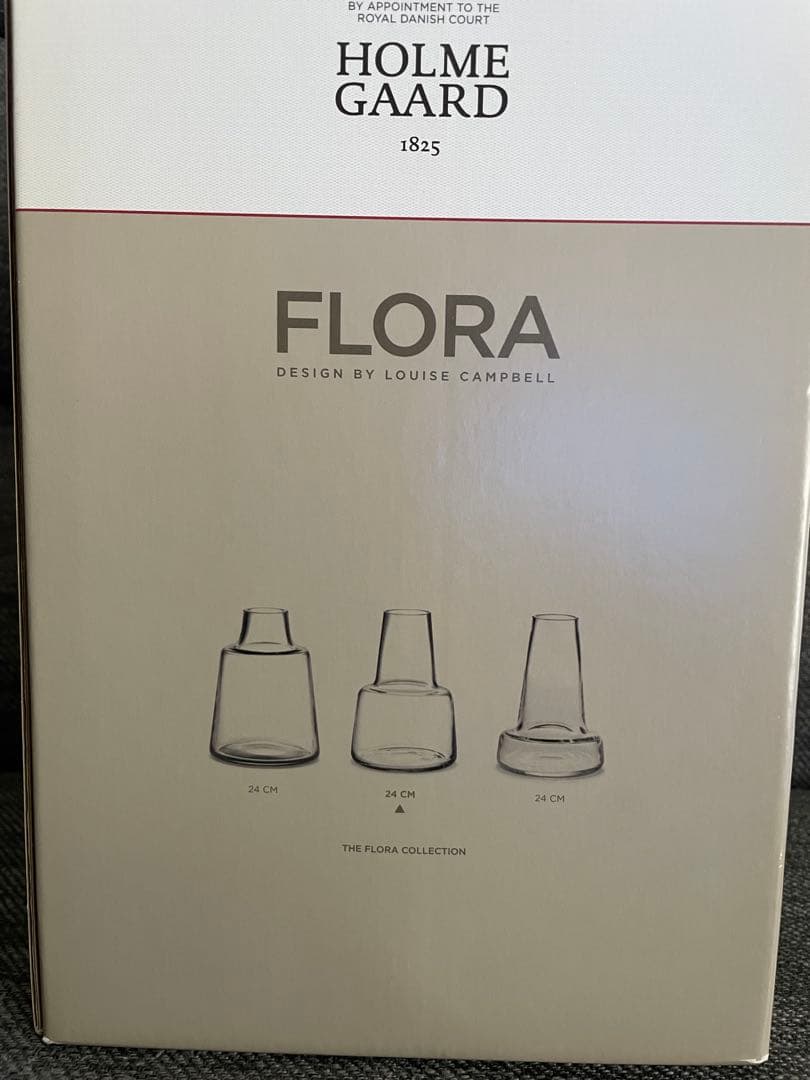 BY APPOINTMENT TO THE
ROYAL DANISH COURT
HOLME
GAARD
1825
FLORA
DESIGN BY LOUISE CAMPBELL
24 CM
24 CM
24 CM
THE FLORA COLLECTION